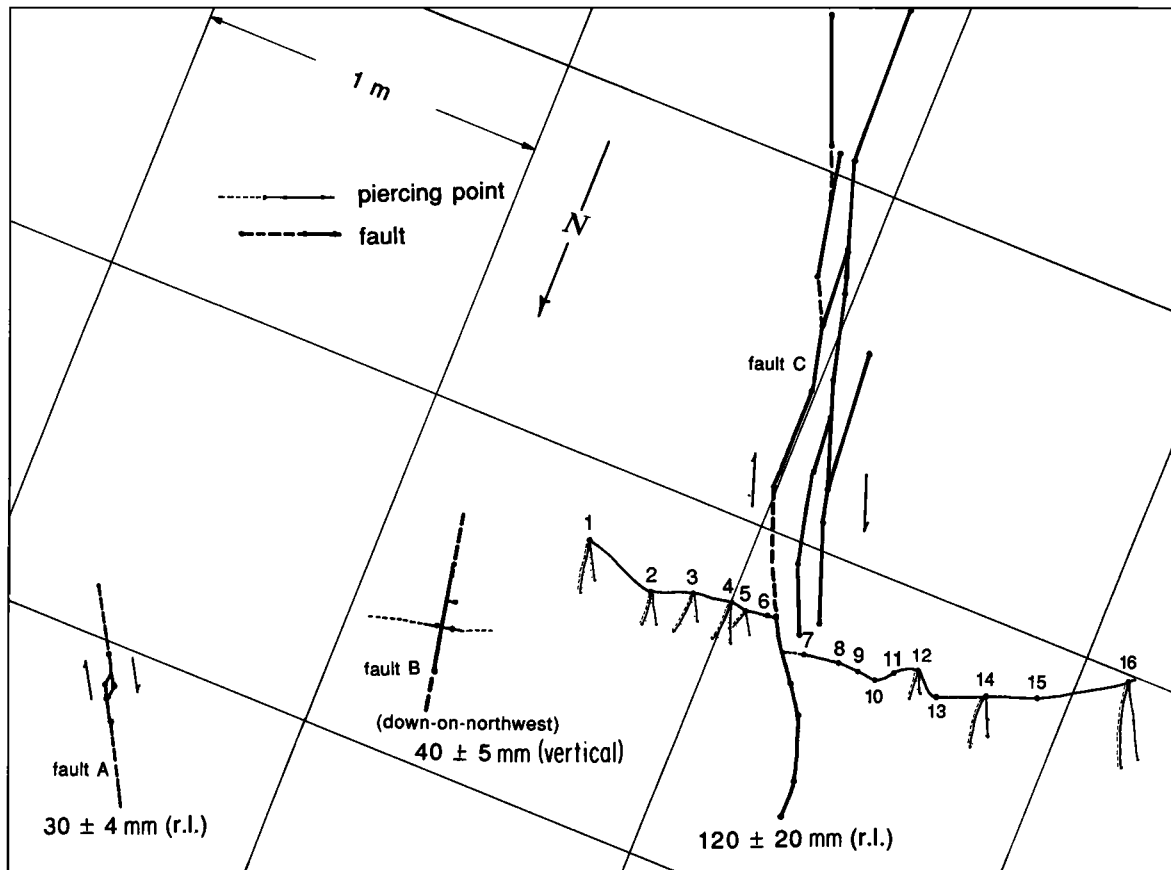 1 m
piercing point
N
fault
fault C
1
2
3
4
5
6
7
8
9
10
11
12
13
14
15
16
fault B
(down-on-northwest)
40 ± 5 mm (vertical)
fault A
30 ± 4 mm (r.l.)
120 ± 20 mm (r.l.)